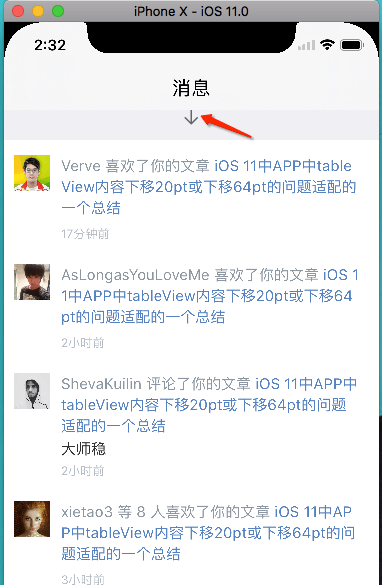 iPhone X - iOS 11.0
2:32
消息
Verve 喜欢了你的文章 iOS 11中APP中table
View内容下移20pt或下移64pt的问题适配的
一个总结
17分钟前
AsLongasYouLoveMe 喜欢了你的文章 iOS 1
1中APP中tableView内容下移20pt或下移64
pt的问题适配的一个总结
2小时前
ShevaKuilin 评论了你的文章 iOS 11中APP中
tableView内容下移20pt或下移64pt的问题
适配的一个总结
大师稳
2小时前
xietao3 等 8 人喜欢了你的文章 iOS 11中AP
P中tableView内容下移20pt或下移64pt的问
题适配的一个总结
3小时前